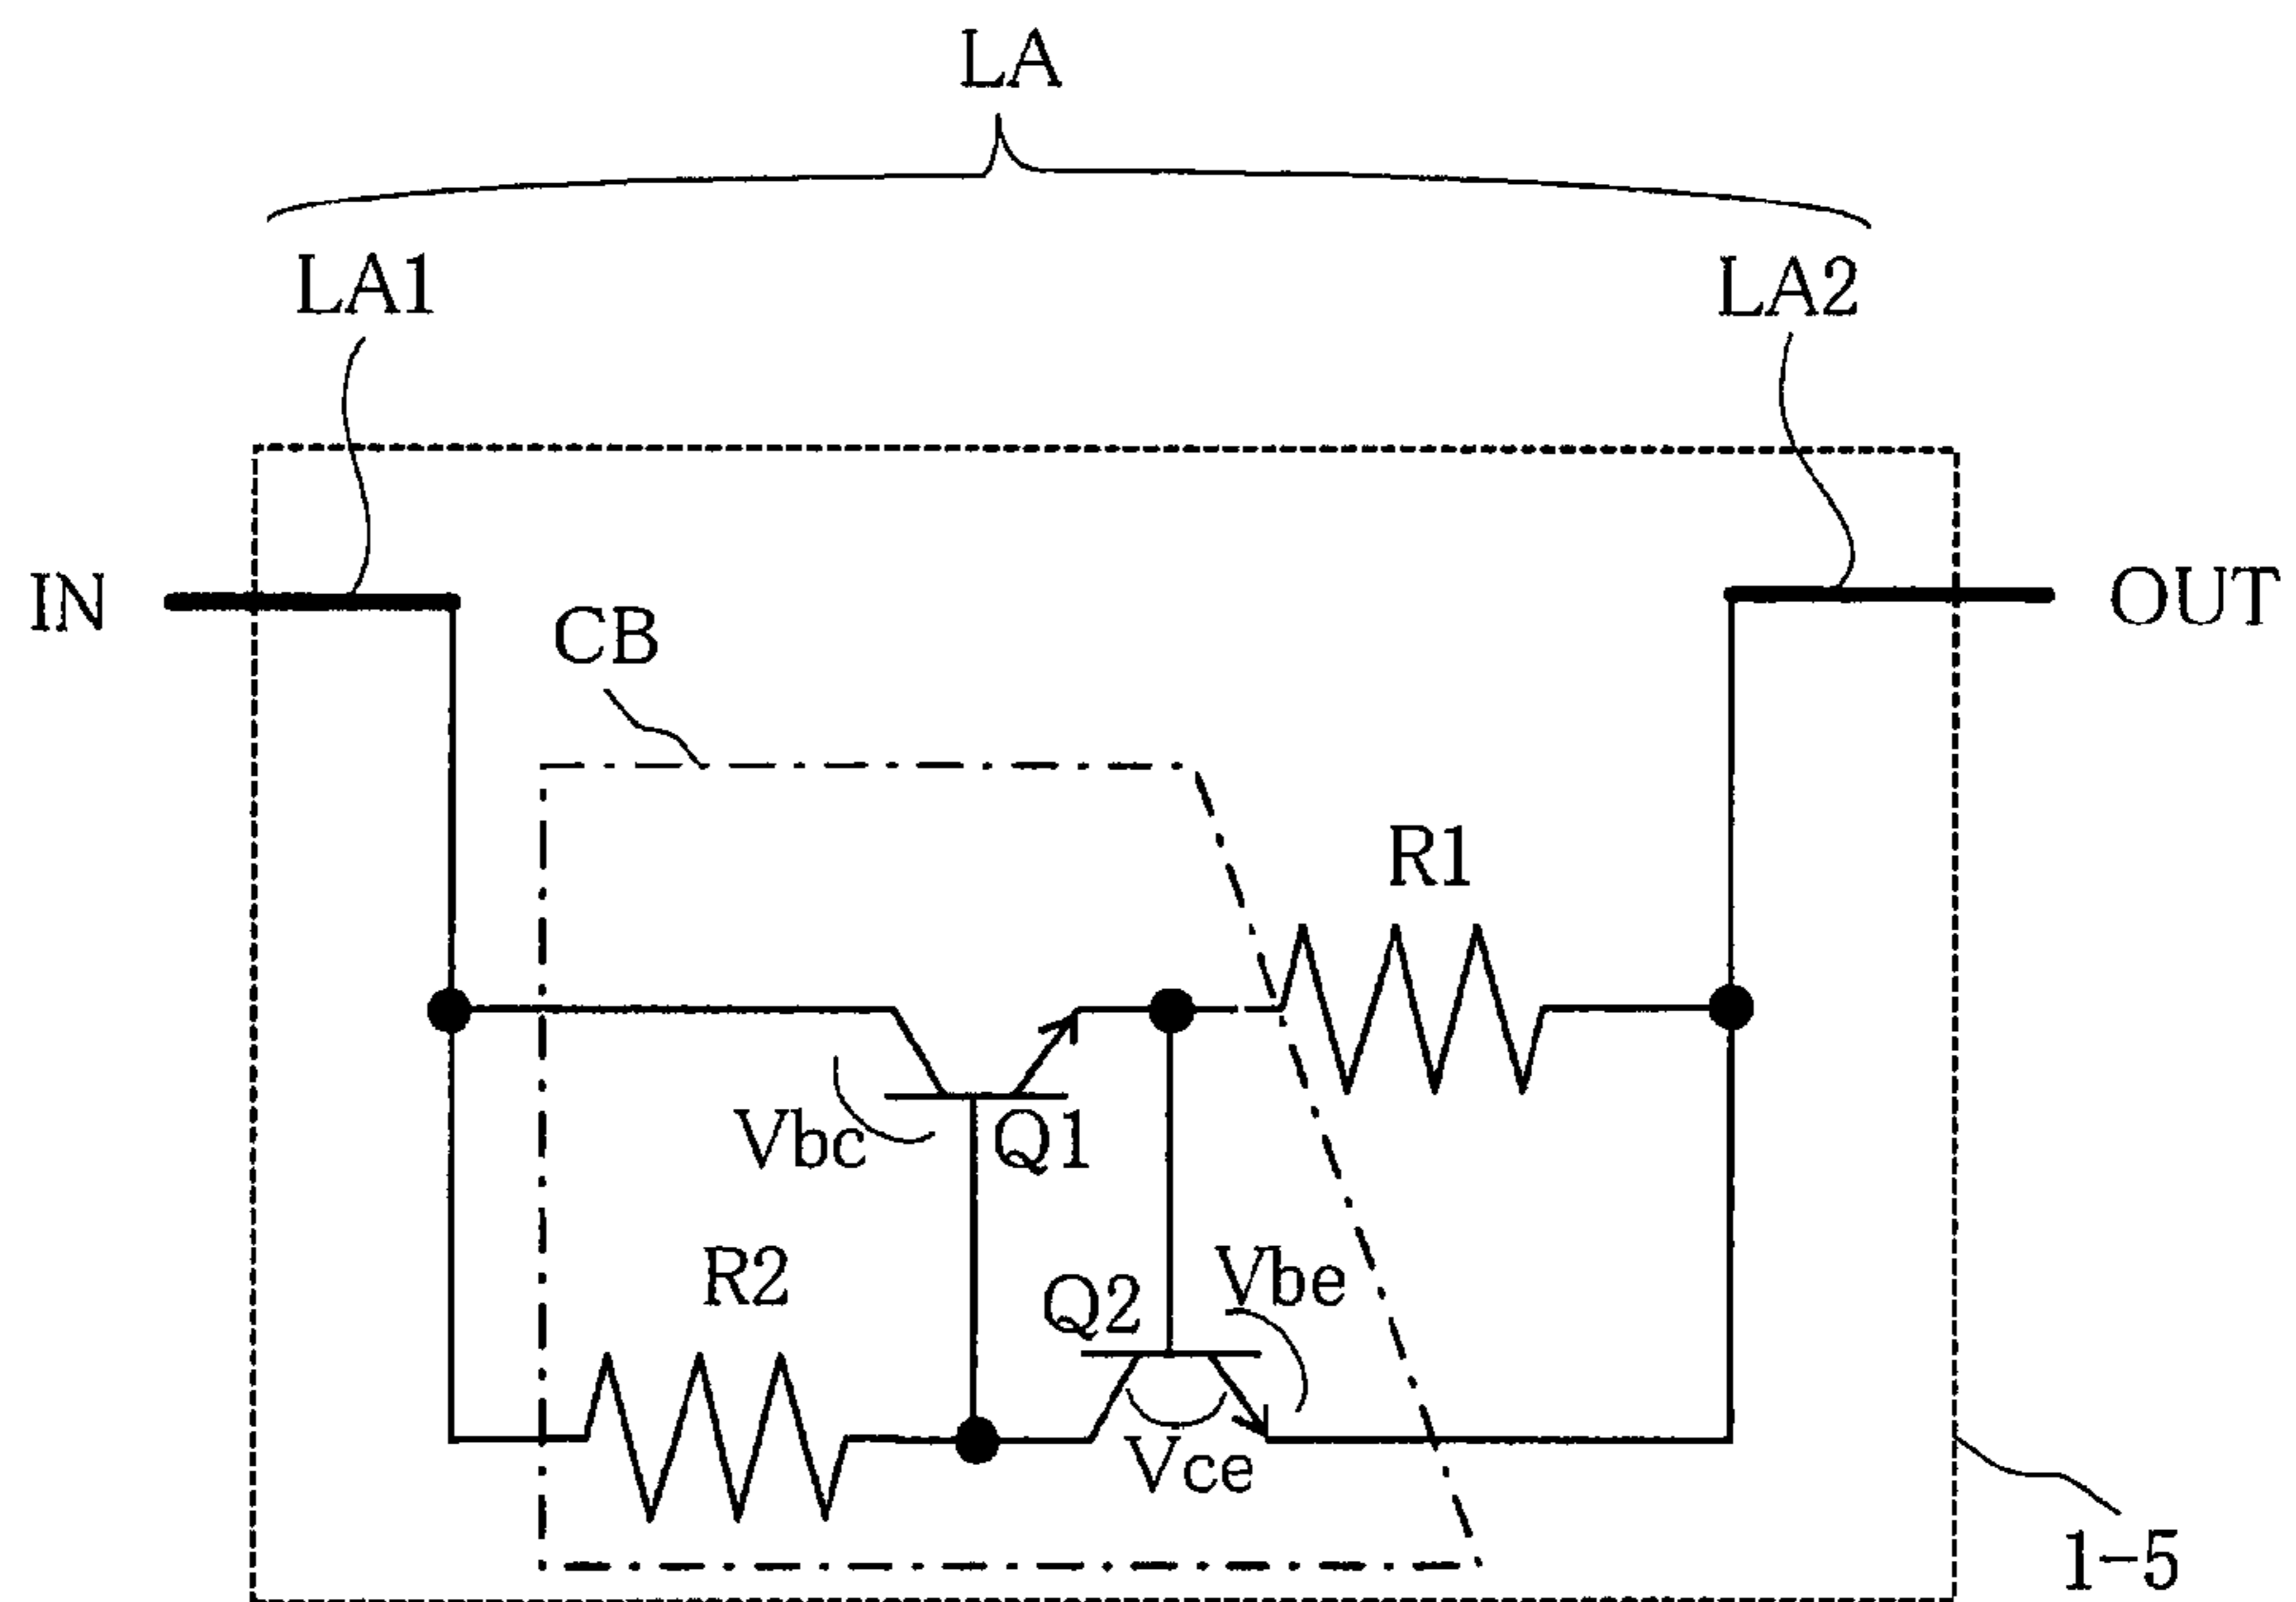 LA
LA1
LA2
IN
OUT
CB
R1
Vbc
Q1
R2
Q2
Vbe
Vce
1-5